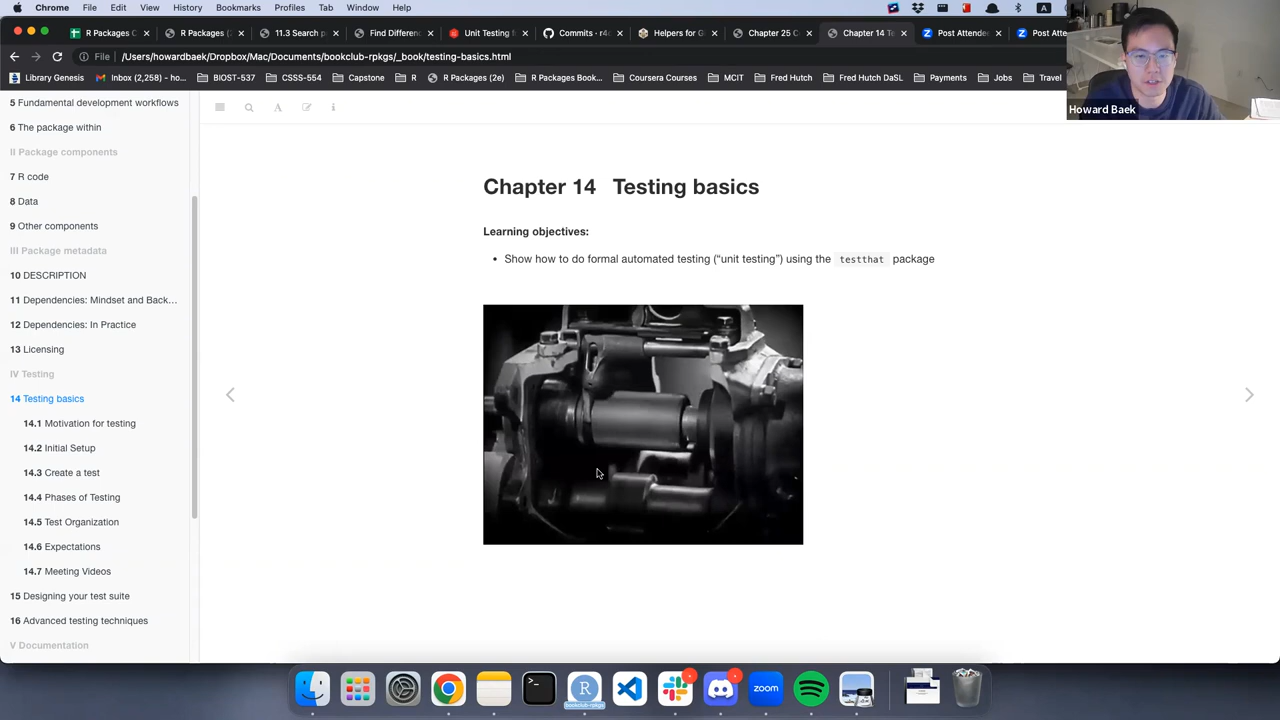 Chrome File Edit View History Bookmarks Profiles Tab Window Help
R Packages C
R Packages (2
11.3 Search p
Find Differenc
Unit Testing f
Commits · r4d
Helpers for G
Chapter 25 G
Chapter 14 Te
Post Attende
Post Atte
File /Users/howardbaek/Dropbox/Mac/Documents/bookclub-rpkgs/_book/testing-basics.html
Library Genesis
Inbox (2,258) - ho...
BIOST-537
CSSS-554
Capstone
R
R Packages (2e)
R Packages Book...
Coursera Courses
MCIT
Fred Hutch
Fred Hutch DaSL
Payments
Jobs
Travel
Howard Baek
5 Fundamental development workflows
6 The package within
II Package components
7 R code
8 Data
9 Other components
III Package metadata
10 DESCRIPTION
11 Dependencies: Mindset and Back...
12 Dependencies: In Practice
13 Licensing
IV Testing
14 Testing basics
14.1 Motivation for testing
14.2 Initial Setup
14.3 Create a test
14.4 Phases of Testing
14.5 Test Organization
14.6 Expectations
14.7 Meeting Videos
15 Designing your test suite
16 Advanced testing techniques
V Documentation
Chapter 14 Testing basics
Learning objectives:
• Show how to do formal automated testing (“unit testing”) using the testthat package
R
bookclub-rpkgs
zoom